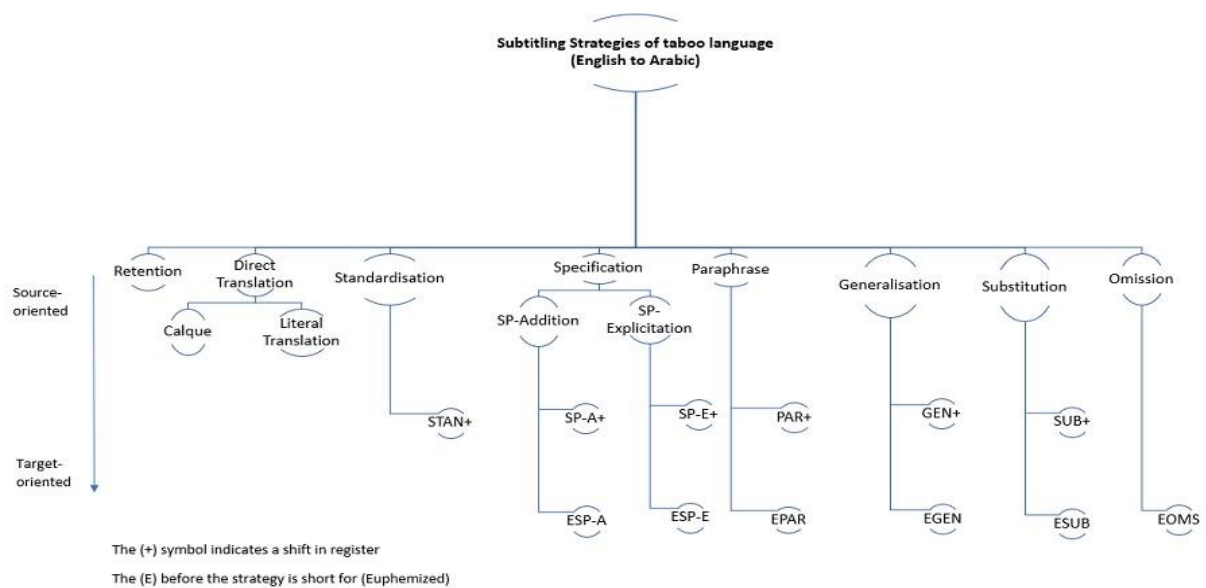 Subtitling Strategies of taboo language
(English to Arabic)
Retention
Direct
Translation
Standardisation
Specification
Paraphrase
Generalisation
Substitution
Omission
Source-
oriented
Calque
Literal
Translation
SP-Addition
SP-
Explicitation
STAN+
SP-A+
SP-E+
PAR+
GEN+
SUB+
Target-
oriented
ESP-A
ESP-E
EPAR
EGEN
ESUB
EOMS
The (+) symbol indicates a shift in register
The (E) before the strategy is short for (Euphemized)